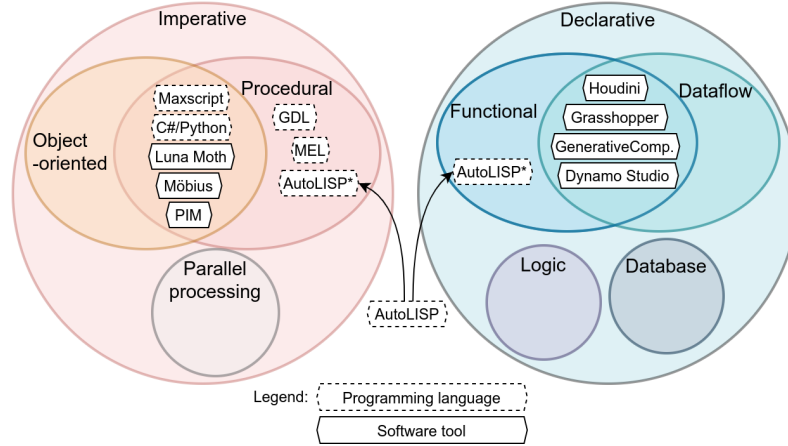 Imperative
Object
-oriented
Procedural
Maxscript
C#/Python
Luna Moth
Möbius
PIM
GDL
MEL
AutoLISP*
Parallel
processing
AutoLISP
Declarative
Functional
Dataflow
Houdini
Grasshopper
GenerativeComp.
Dynamo Studio
AutoLISP*
Logic
Database
Legend:
Programming language
Software tool